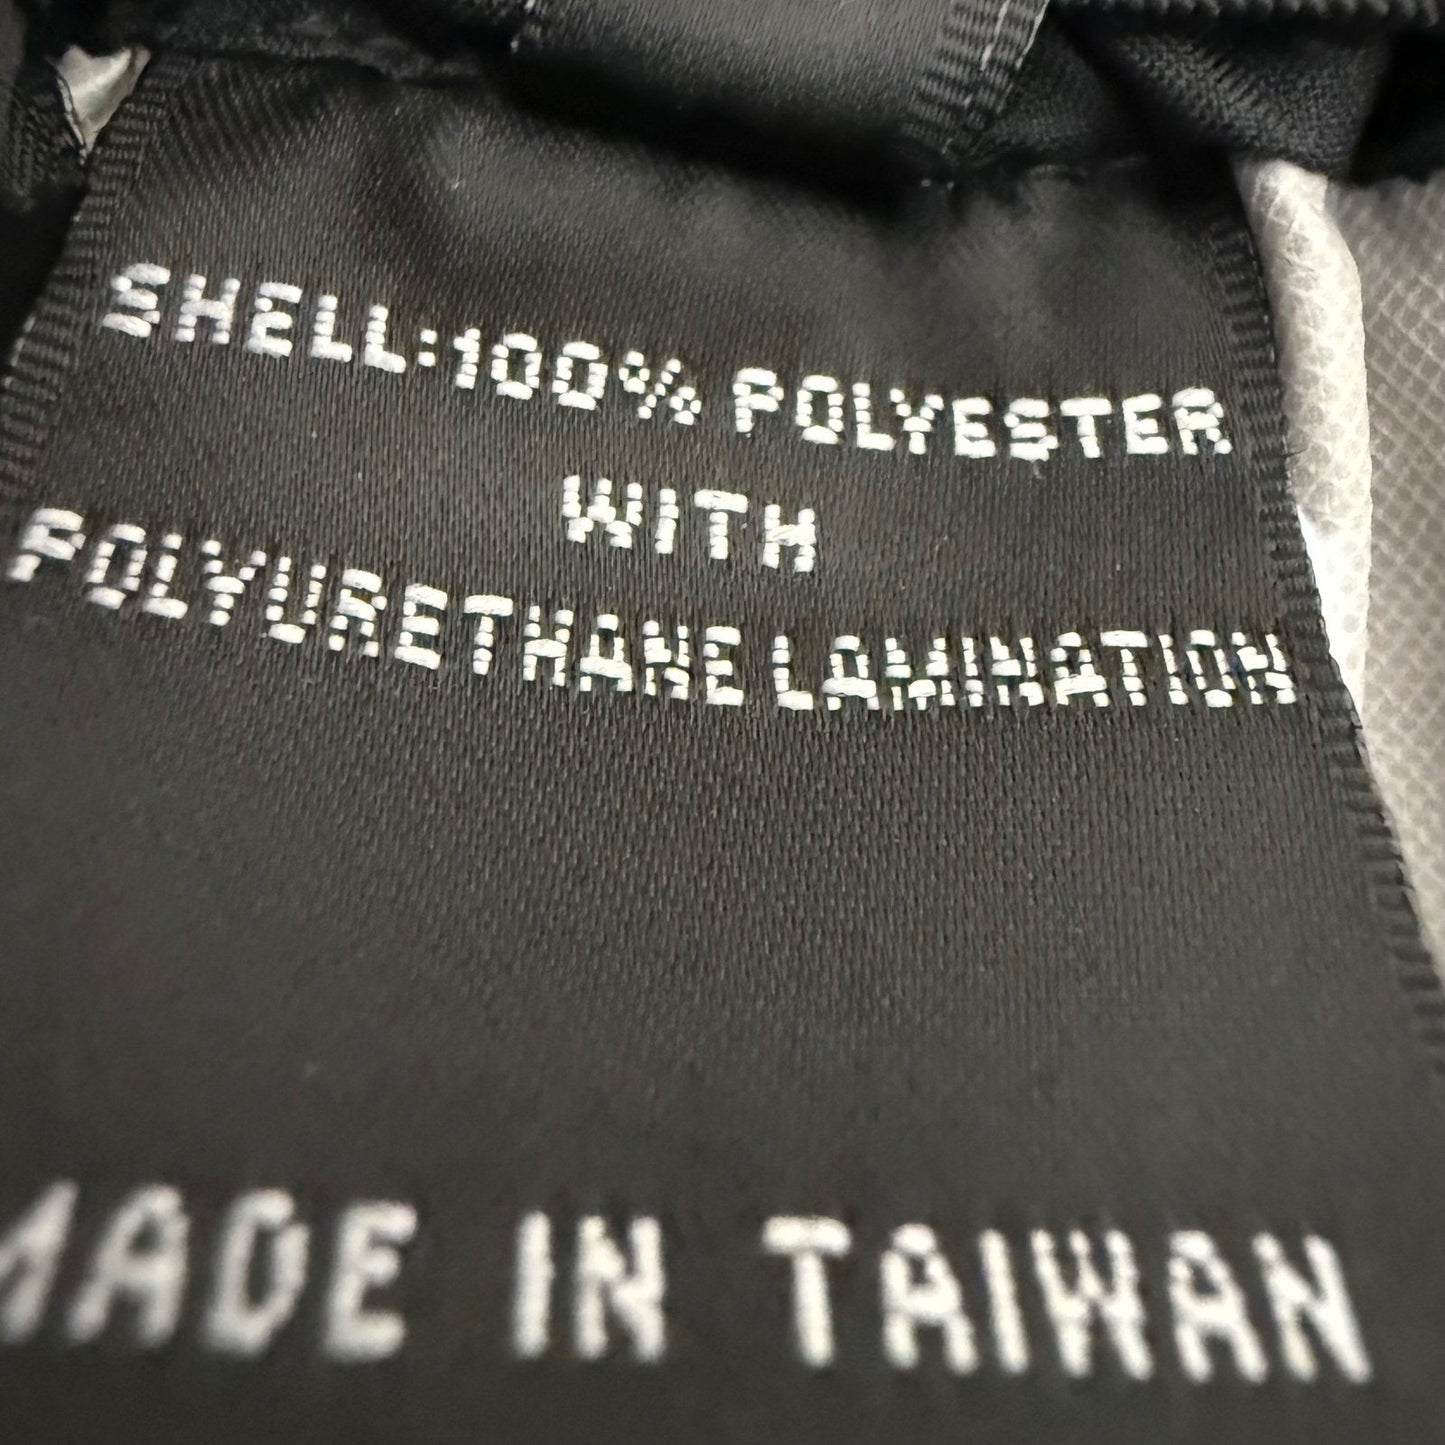 SHELL:100% POLYESTER
WITH
POLYURETHANE LAMINATION
MADE IN TAIWAN